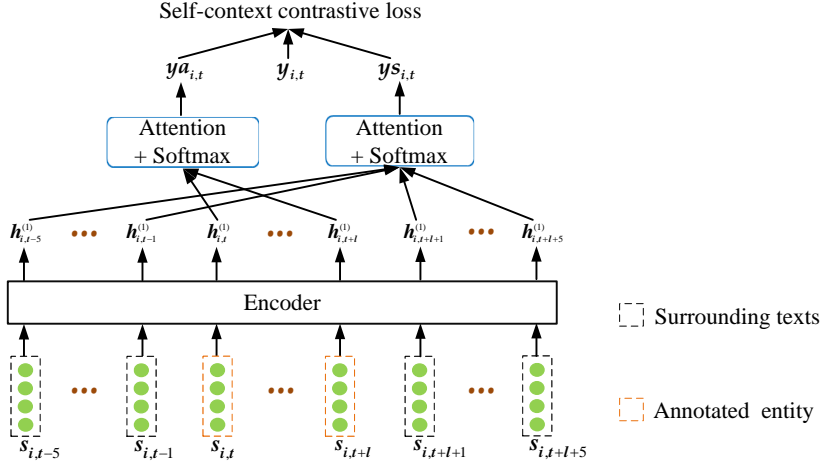 Self-context contrastive loss
ya_{i,t} y_{i,t} ys_{i,t}
Attention + Softmax
Attention + Softmax
h^{(1)}_{i,t-5} ••• h^{(1)}_{i,t-1} h^{(1)}_{i,t} ••• h^{(1)}_{i,t+l} h^{(1)}_{i,t+l+1} ••• h^{(1)}_{i,t+l+5}
Encoder
Surrounding texts
••• ••• •••
Annotated entity
s_{i,t-5} s_{i,t-1} s_{i,t} s_{i,t+l} s_{i,t+l+1} s_{i,t+l+5}